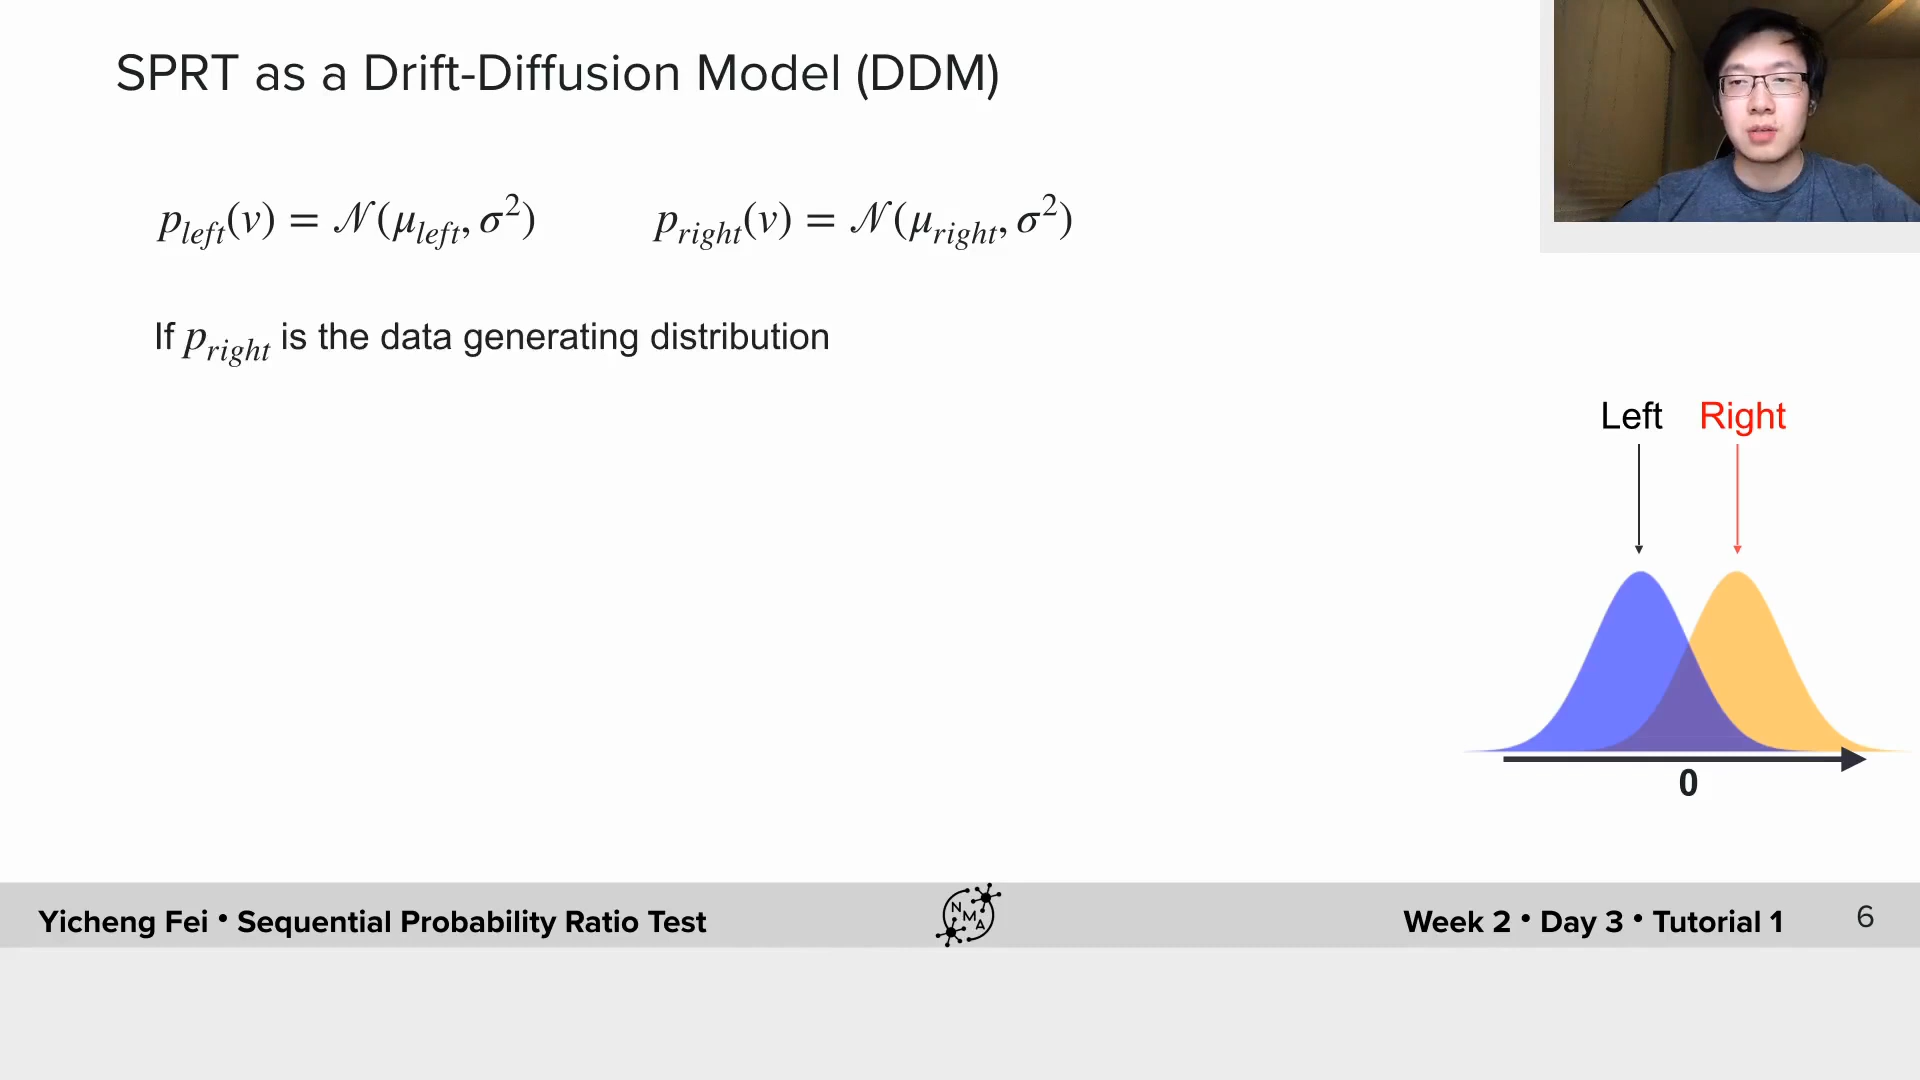 SPRT as a Drift-Diffusion Model (DDM)
p_left(v) = 𝒩(μ_left, σ²)    p_right(v) = 𝒩(μ_right, σ²)
If p_right is the data generating distribution
Left Right
0
Yicheng Fei • Sequential Probability Ratio Test
NMA
Week 2 • Day 3 • Tutorial 1
6